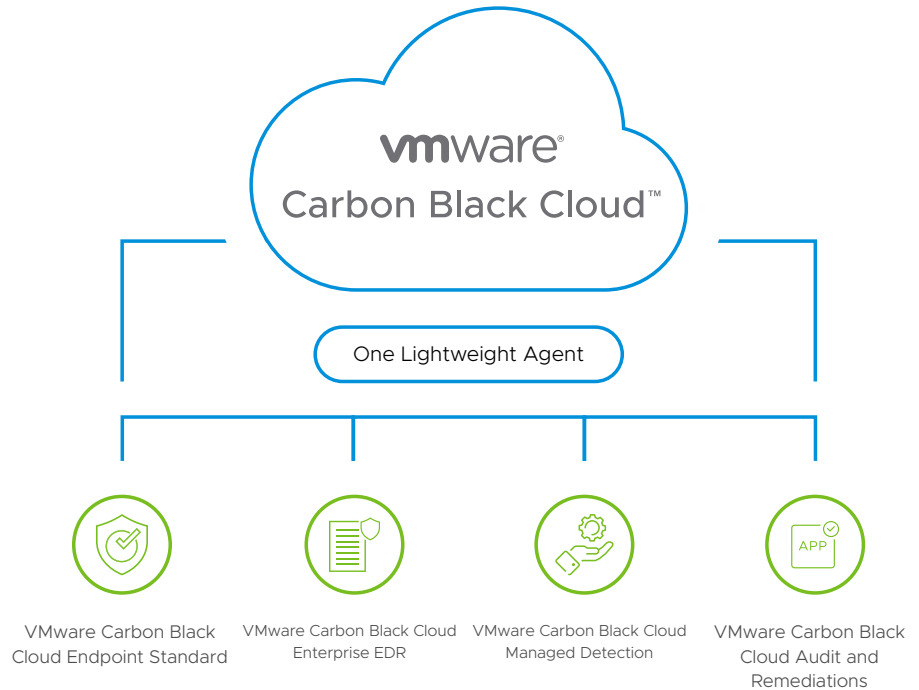 vmware®
Carbon Black Cloud™
One Lightweight Agent
APP
VMware Carbon Black
Cloud Endpoint Standard
VMware Carbon Black Cloud
Enterprise EDR
VMware Carbon Black Cloud
Managed Detection
VMware Carbon Black
Cloud Audit and
Remediations